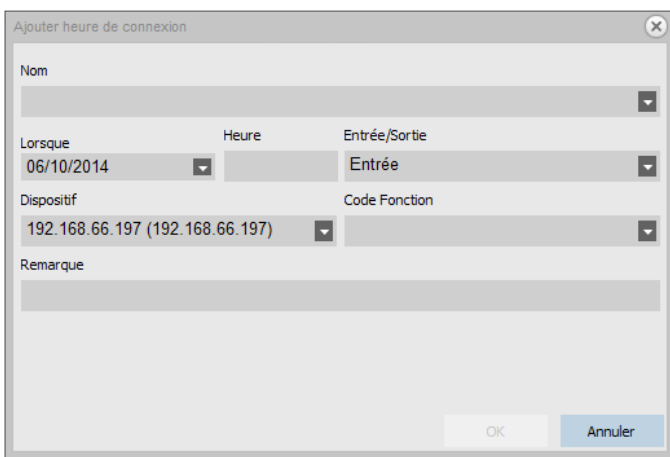 Ajouter heure de connexion
Nom
Lorsque Heure Entrée/Sortie
06/10/2014 Entrée
Dispositif Code Fonction
192.168.66.197 (192.168.66.197)
Remarque
OK Annuler